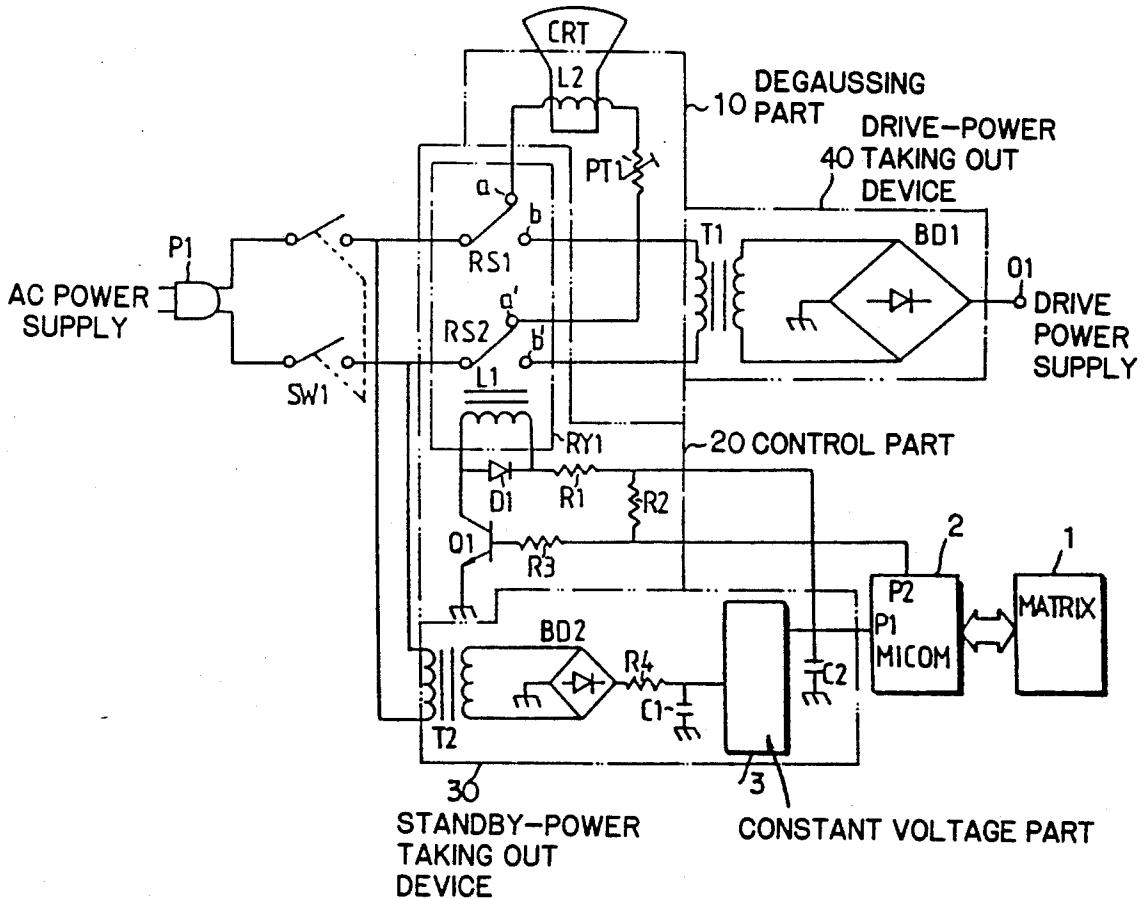 CRT
L2
10 DEGAUSSING
PART
DRIVE-POWER
40 TAKING OUT
DEVICE
PT1
a
b
P1
T1
BD1
O1
RS1
AC POWER
SUPPLY
a'
DRIVE
POWER
SUPPLY
RS2
b'
L1
SW1
RY1
20 CONTROL PART
D1
R1
R2
O1
R3
2
1
P2
MATRIX
P1
MICOM
BD2
R4
C2
C1
T2
3
30
STANDBY-POWER
TAKING OUT
DEVICE
CONSTANT VOLTAGE PART